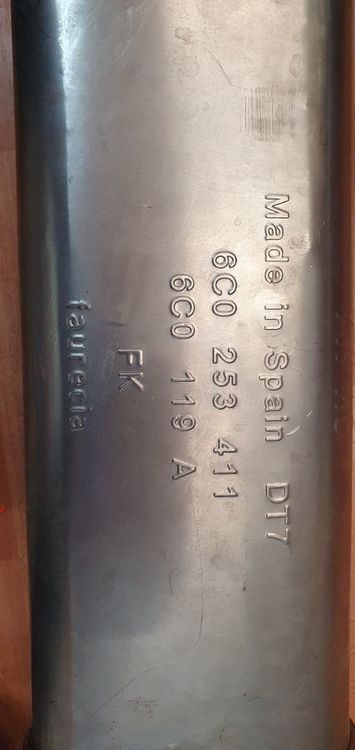 Made in Spain DT7
6C0 253 411
6C0 119 A
FK
faurecia